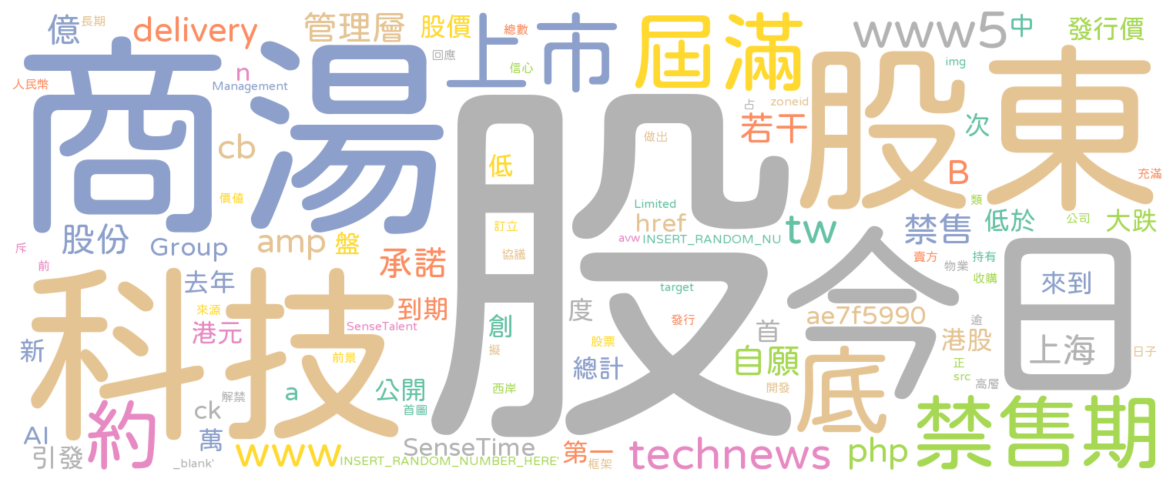 商湯
股
股東
科技
今日
上市
屆滿
禁售期
約
底
www5
www
technews
tw
delivery
管理層
股價
億
長期
總數
信心
回應
中
發行價
人民幣
n
Management
cb
價值
低
占
zoneid
img
若干
做出
次
B
充滿
類
低於
公司
大跌
股份
Group
amp
盤
承諾
訂立
協議
Limited
href
avw
INSERT_RANDOM_NU
禁售
賣方
物業
持有
收購
斥
前
去年
來源
到期
港元
SenseTalent
新
前景
創
擬
度
target
發行
股票
總計
首
自願
開發
ae7f5990
港股
逾
正
src
高層
來到
上海
日子
AI
引發
萬
ck
解禁
a
公開
首圖
西岸
_blank'
SenseTime
INSERT_RANDOM_NUMBER_HERE'
第一
框架
php